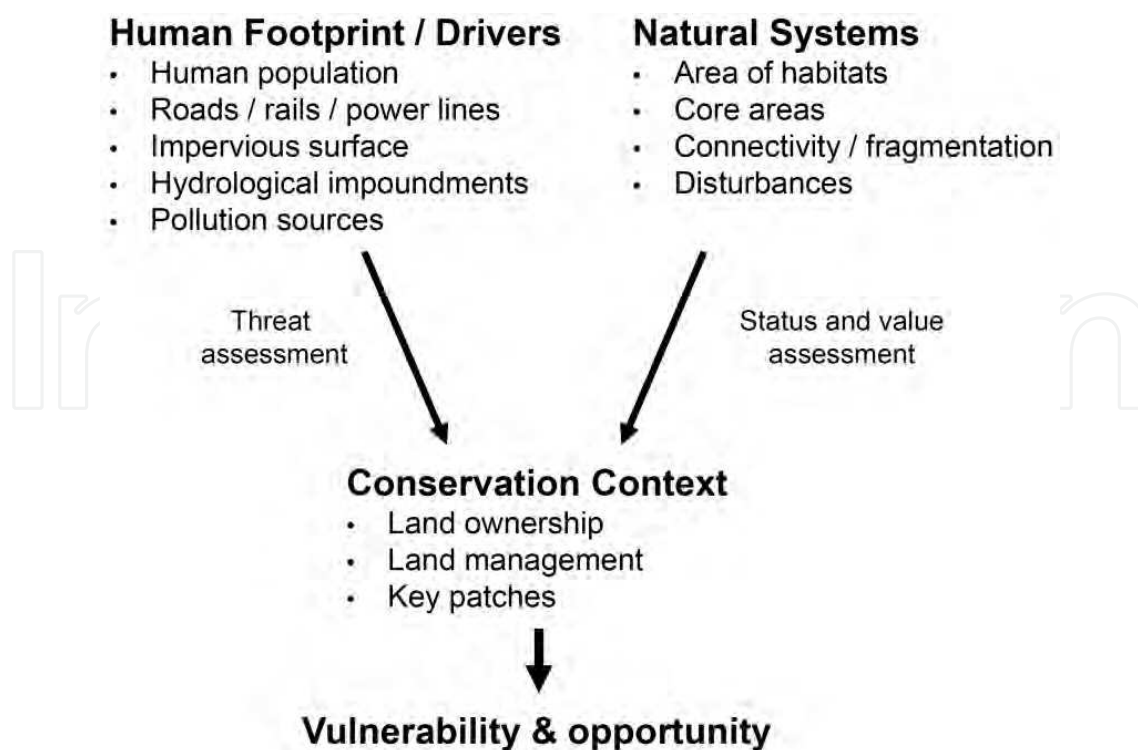 Human Footprint / Drivers
• Human population
• Roads / rails / power lines
• Impervious surface
• Hydrological impoundments
• Pollution sources
Natural Systems
• Area of habitats
• Core areas
• Connectivity / fragmentation
• Disturbances
Threat
assessment
Status and value
assessment
Conservation Context
• Land ownership
• Land management
• Key patches
Vulnerability & opportunity